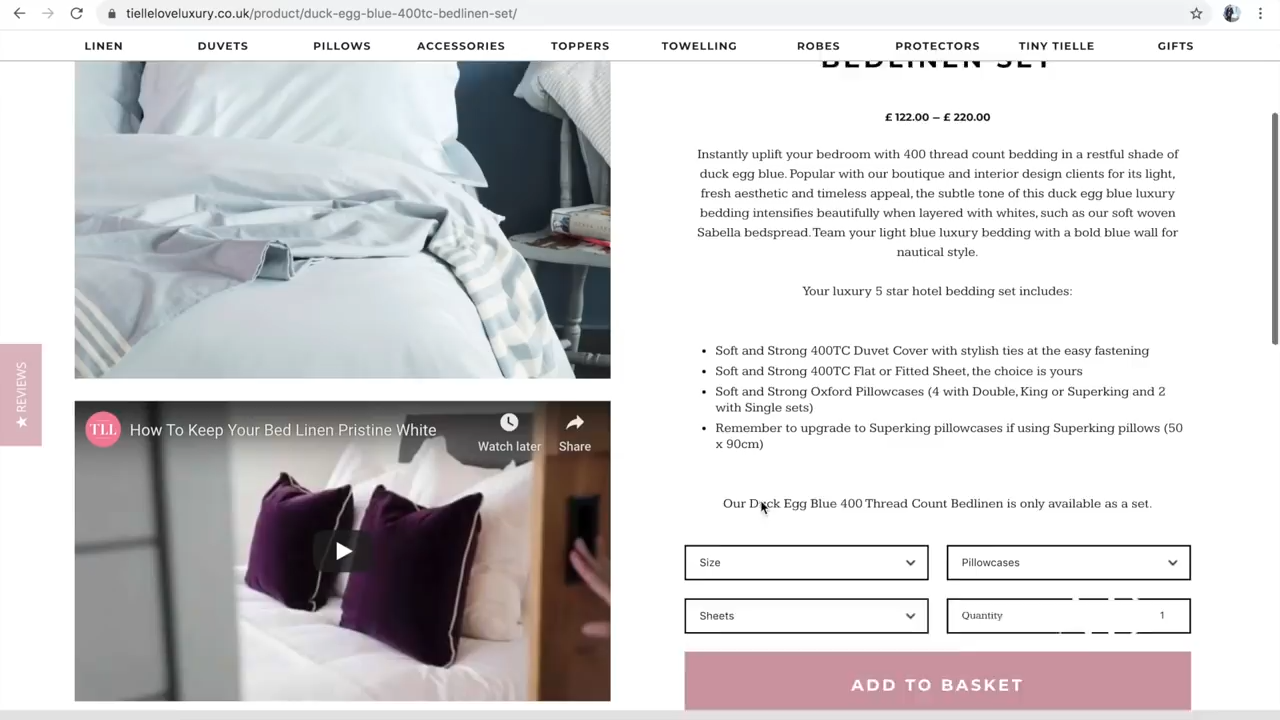 tielleloveluxury.co.uk/product/duck-egg-blue-400tc-bedlinen-set/
LINEN DUVETS PILLOWS ACCESSORIES TOPPERS TOWELLING ROBES PROTECTORS TINY TIELLE GIFTS
BEDLINEN SET
£ 122.00 – £ 220.00
Instantly uplift your bedroom with 400 thread count bedding in a restful shade of
duck egg blue. Popular with our boutique and interior design clients for its light,
fresh aesthetic and timeless appeal, the subtle tone of this duck egg blue luxury
bedding intensifies beautifully when layered with whites, such as our soft woven
Sabella bedspread. Team your light blue luxury bedding with a bold blue wall for
nautical style.
Your luxury 5 star hotel bedding set includes:
• Soft and Strong 400TC Duvet Cover with stylish ties at the easy fastening
• Soft and Strong 400TC Flat or Fitted Sheet, the choice is yours
• Soft and Strong Oxford Pillowcases (4 with Double, King or Superking and 2
with Single sets)
• Remember to upgrade to Superking pillowcases if using Superking pillows (50
x 90cm)
Our Duck Egg Blue 400 Thread Count Bedlinen is only available as a set.
Size
Pillowcases
Sheets
Quantity 1
ADD TO BASKET
★ REVIEWS
TLL
How To Keep Your Bed Linen Pristine White
Watch later
Share